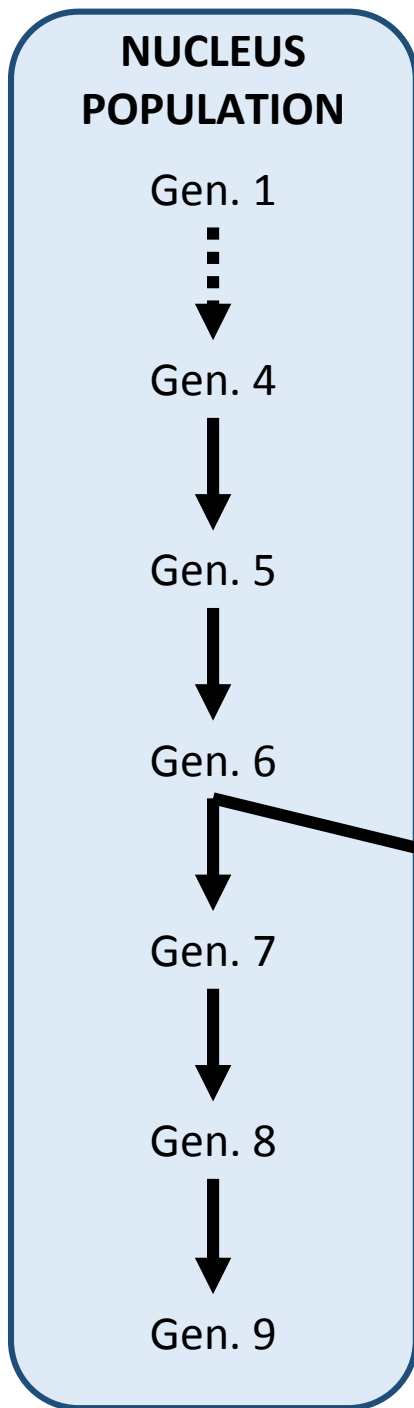 NUCLEUS
POPULATION
Gen. 1
Gen. 4
Gen. 5
Gen. 6
Gen. 7
Gen. 8
Gen. 9